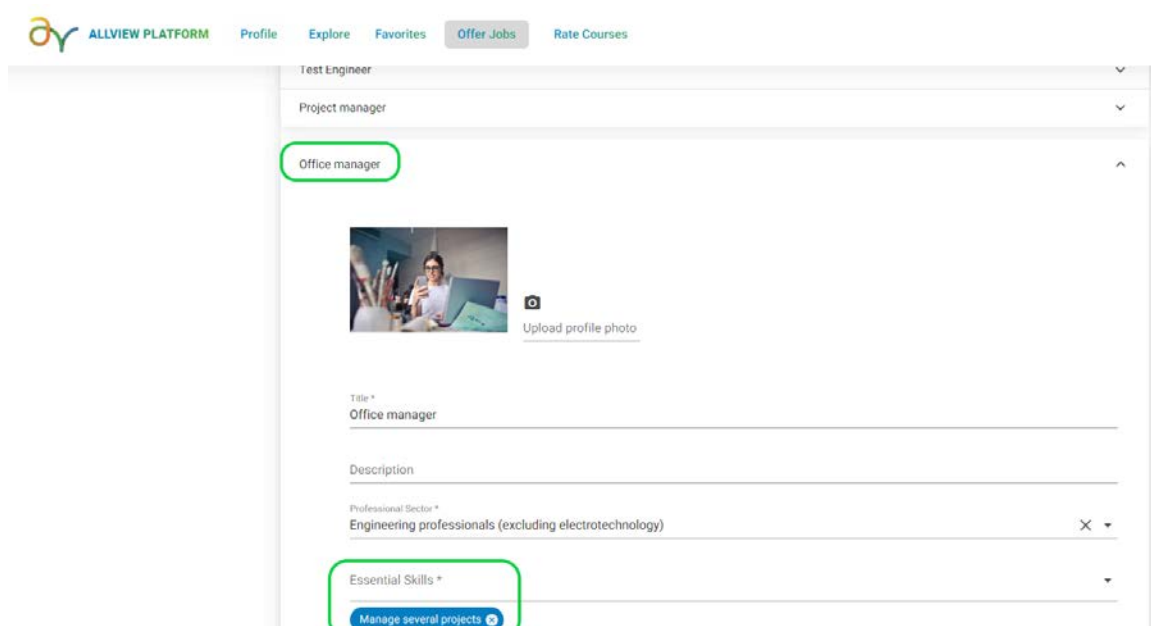 ALLVIEW PLATFORM Profile Explore Favorites Offer Jobs Rate Courses
Test Engineer
Project manager
Office manager
Upload profile photo
Title *
Office manager
Description
Professional Sector *
Engineering professionals (excluding electrotechnology)
Essential Skills *
Manage several projects